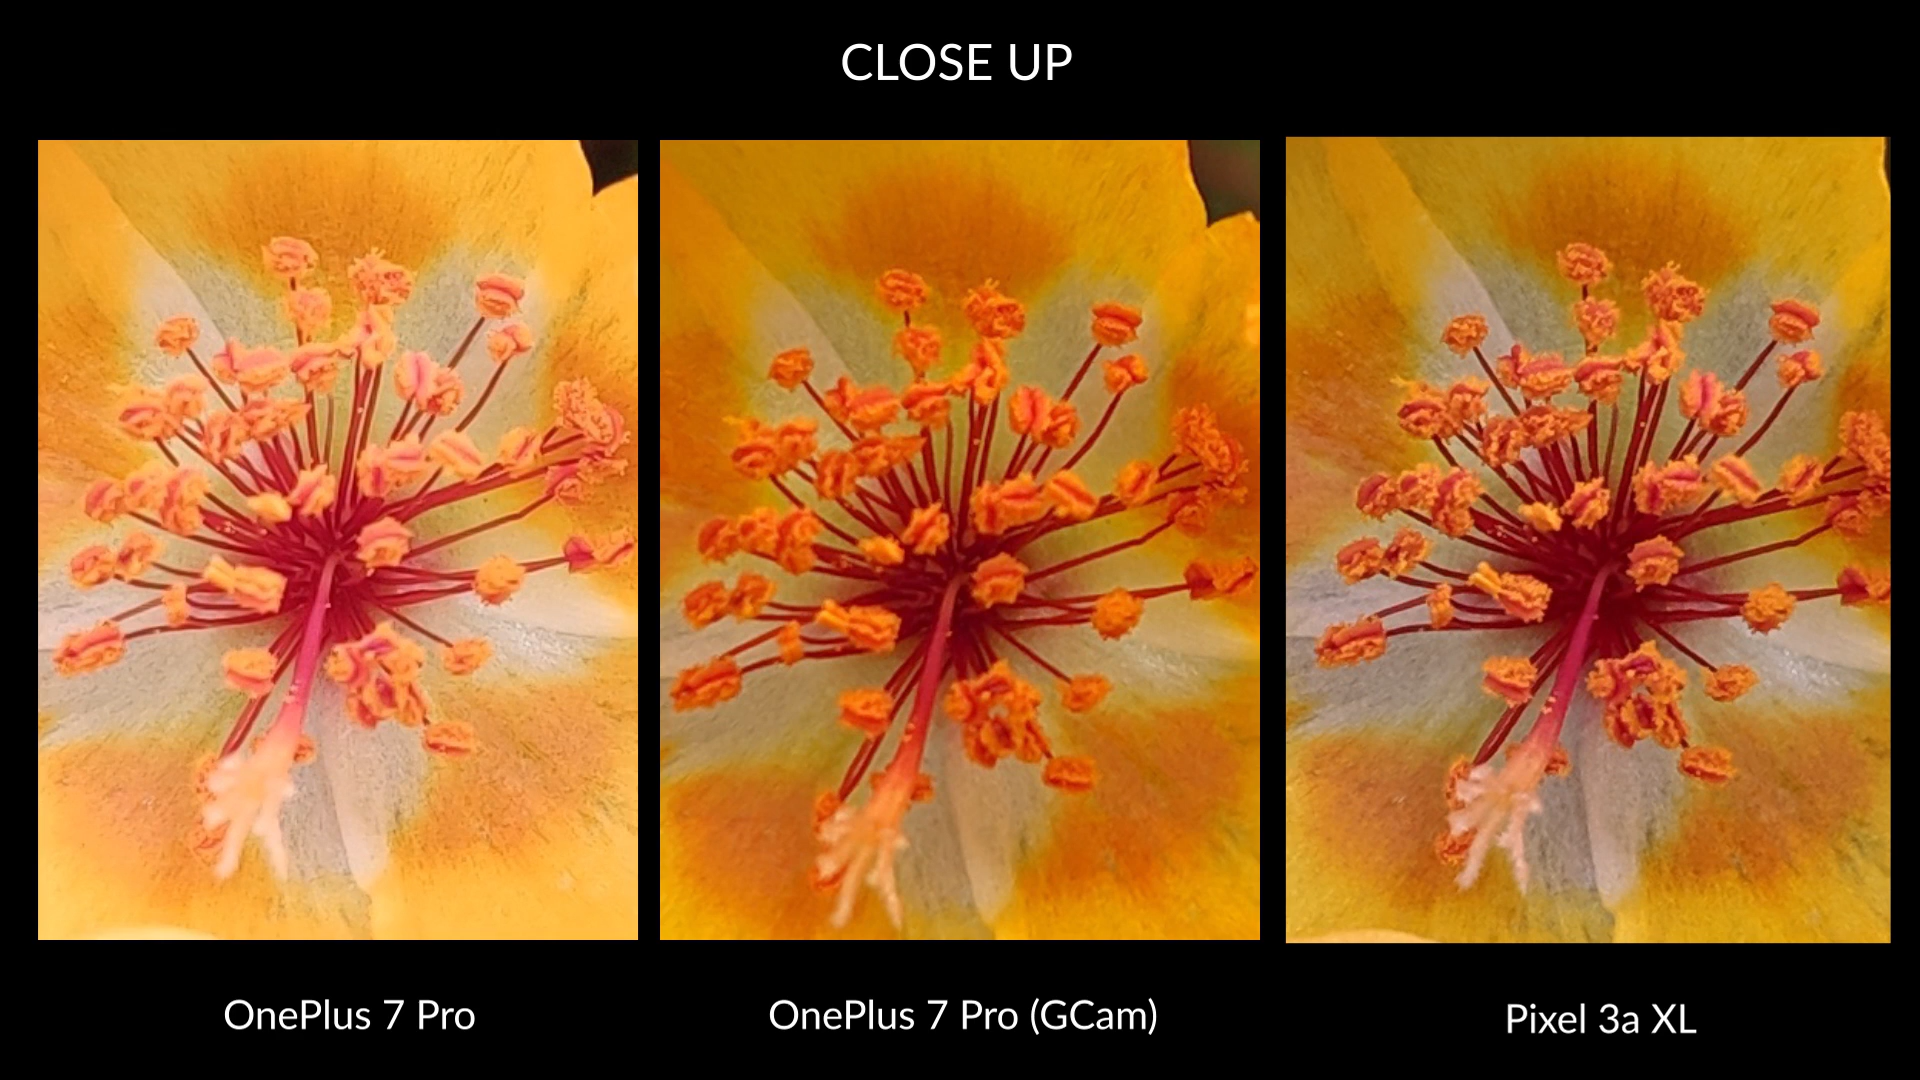 CLOSE UP
OnePlus 7 Pro
OnePlus 7 Pro (GCam)
Pixel 3a XL